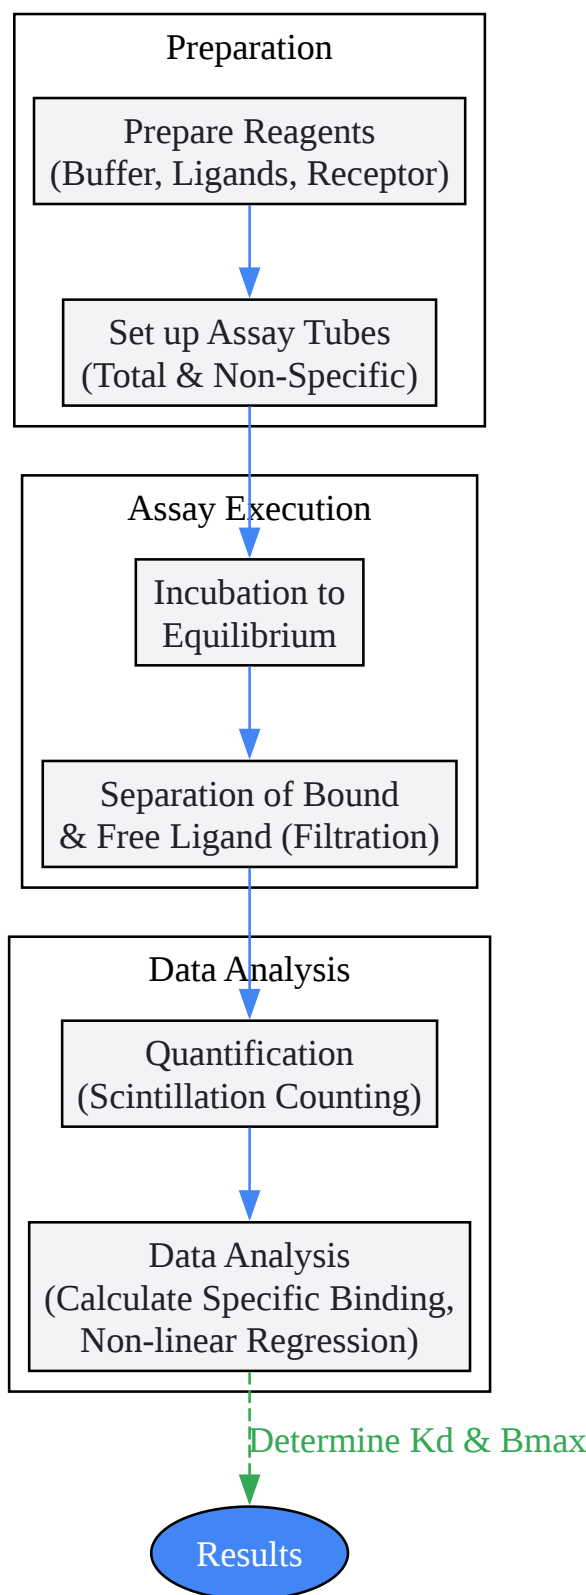 Preparation
Prepare Reagents
(Buffer, Ligands, Receptor)
Set up Assay Tubes
(Total & Non-Specific)
Assay Execution
Incubation to
Equilibrium
Separation of Bound
& Free Ligand (Filtration)
Data Analysis
Quantification
(Scintillation Counting)
Data Analysis
(Calculate Specific Binding,
Non-linear Regression)
Determine Kd & Bmax
Results